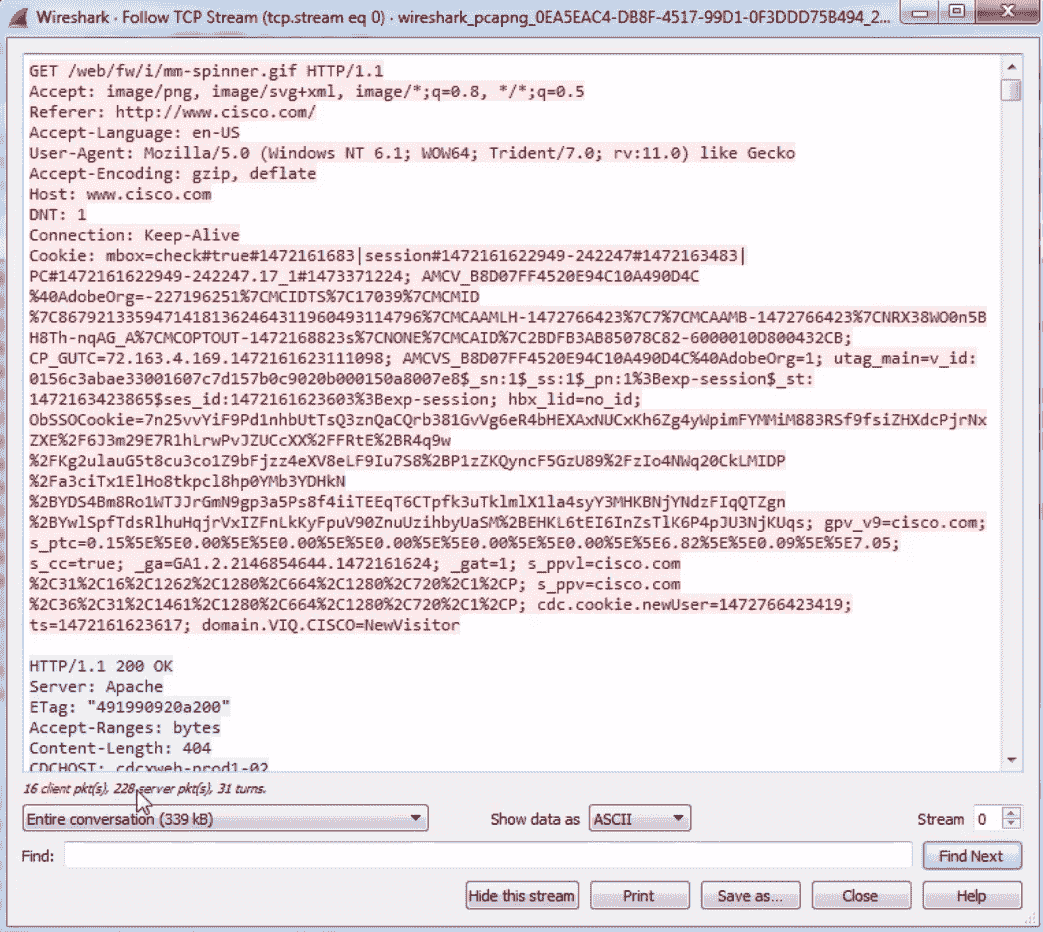 Wireshark · Follow TCP Stream (tcp.stream eq 0) · wireshark_pcapng_0EA5EAC4-DB8F-4517-99D1-0F3DDD75B494_2...
GET /web/fw/i/mm-spinner.gif HTTP/1.1
Accept: image/png, image/svg+xml, image/*;q=0.8, */*;q=0.5
Referer: http://www.cisco.com/
Accept-Language: en-US
User-Agent: Mozilla/5.0 (Windows NT 6.1; WOW64; Trident/7.0; rv:11.0) like Gecko
Accept-Encoding: gzip, deflate
Host: www.cisco.com
DNT: 1
Connection: Keep-Alive
Cookie: mbox=check#true#1472161683|session#1472161622949-242247#1472163483|
PC#1472161622949-242247.17_1#1473371224; AMCV_B8D07FF4520E94C10A490D4C
%40AdobeOrg=-227196251%7CMCIDTS%7C17039%7CMCMID
%7C86792133594714181362464311960493114796%7CMCAAMLH-1472766423%7C7%7CMCAAMB-1472766423%7CNRX38WO0n5B
H8Th-nqAG_A%7CMCOPTOUT-1472168823s%7CNONE%7CMCAID%7C2BDFB3AB85078C82-6000010D800432CB;
CP_GUTC=72.163.4.169.1472161623111098; AMCVS_B8D07FF4520E94C10A490D4C%40AdobeOrg=1; utag_main=v_id:
0156c3abae33001607c7d157b0c9020b000150a8007e8$_sn:1$_ss:1$_pn:1%3Bexp-session$_st:
1472163423865$ses_id:1472161623603%3Bexp-session; hbx_lid=no_id;
ObSSOCookie=7n25vvYiF9Pd1nhbUtTsQ3znQaCQrb381GvVg6eR4bHEXAxNUCxKh6Zg4yWpimFYMMiM883RSf9fsiZHXdcPjrNx
ZXE%2F6J3m29E7R1hLrwPvJZUCcXX%2FFRtE%2BR4q9w
%2FKg2ulauG5t8cu3co1Z9bFjzz4eXV8eLF9Iu7S8%2BP1zZKQyncF5GzU89%2FzIo4NWq20CkLMIDP
%2Fa3ciTx1ElHo8tkpcl8hp0YMb3YDHkN
%2BYDS4Bm8Ro1WTJJrGmN9gp3a5Ps8f4iiTEEqT6CTpfk3uTklmlX1la4syY3MHKBNjYNdzFIqQTZgn
%2BYwlSpfTdsRlhuHqjrVxIZFnLkKyFpuV90ZnuUzihbyUaSM%2BEHKL6tEI6InZsTlK6P4pJU3NjKUqs; gpv_v9=cisco.com;
s_ptc=0.15%5E%5E0.00%5E%5E0.00%5E%5E0.00%5E%5E0.00%5E%5E0.00%5E%5E6.82%5E%5E0.09%5E%5E7.05;
s_cc=true; _ga=GA1.2.2146854644.1472161624; _gat=1; s_ppvl=cisco.com
%2C31%2C16%2C1262%2C1280%2C664%2C1280%2C720%2C1%2CP; s_ppv=cisco.com
%2C36%2C31%2C1461%2C1280%2C664%2C1280%2C720%2C1%2CP; cdc.cookie.newUser=1472766423419;
ts=1472161623617; domain.VIQ.CISCO=NewVisitor
HTTP/1.1 200 OK
Server: Apache
ETag: "491990920a200"
Accept-Ranges: bytes
Content-Length: 404
CDCHOST: cdcxweb-prod1-02
16 client pkt(s), 228 server pkt(s), 31 turns.
Entire conversation (339 kB) Show data as ASCII Stream 0
Find: Find Next
Hide this stream Print Save as... Close Help